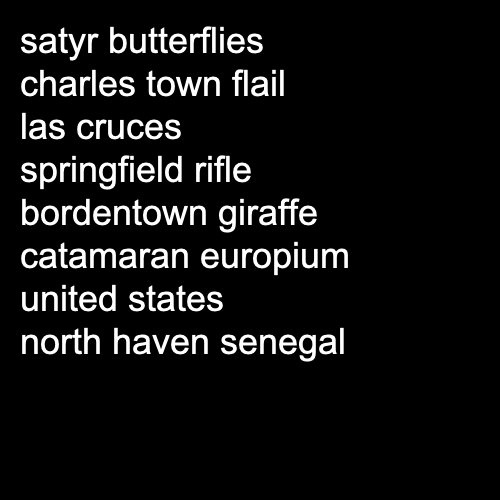 satyr butterflies
charles town flail
las cruces
springfield rifle
bordentown giraffe
catamaran europium
united states
north haven senegal